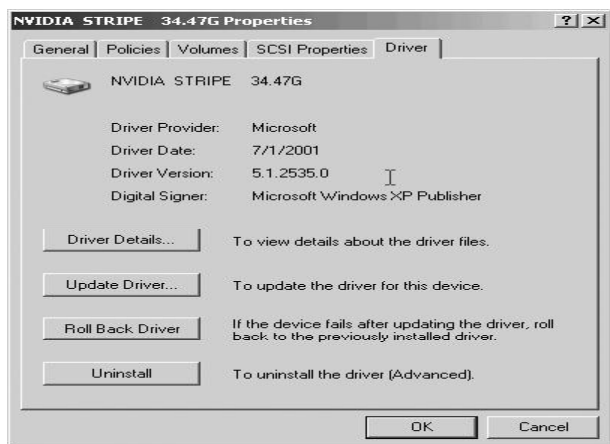 NVIDIA STRIPE 34.47G Properties
? X
General Policies Volumes SCSI Properties Driver
NVIDIA STRIPE 34.47G
Driver Provider: Microsoft
Driver Date: 7/1/2001
Driver Version: 5.1.2535.0
Digital Signer: Microsoft Windows XP Publisher
Driver Details... To view details about the driver files.
Update Driver... To update the driver for this device.
Roll Back Driver If the device fails after updating the driver, roll
back to the previously installed driver.
Uninstall To uninstall the driver (Advanced).
OK Cancel